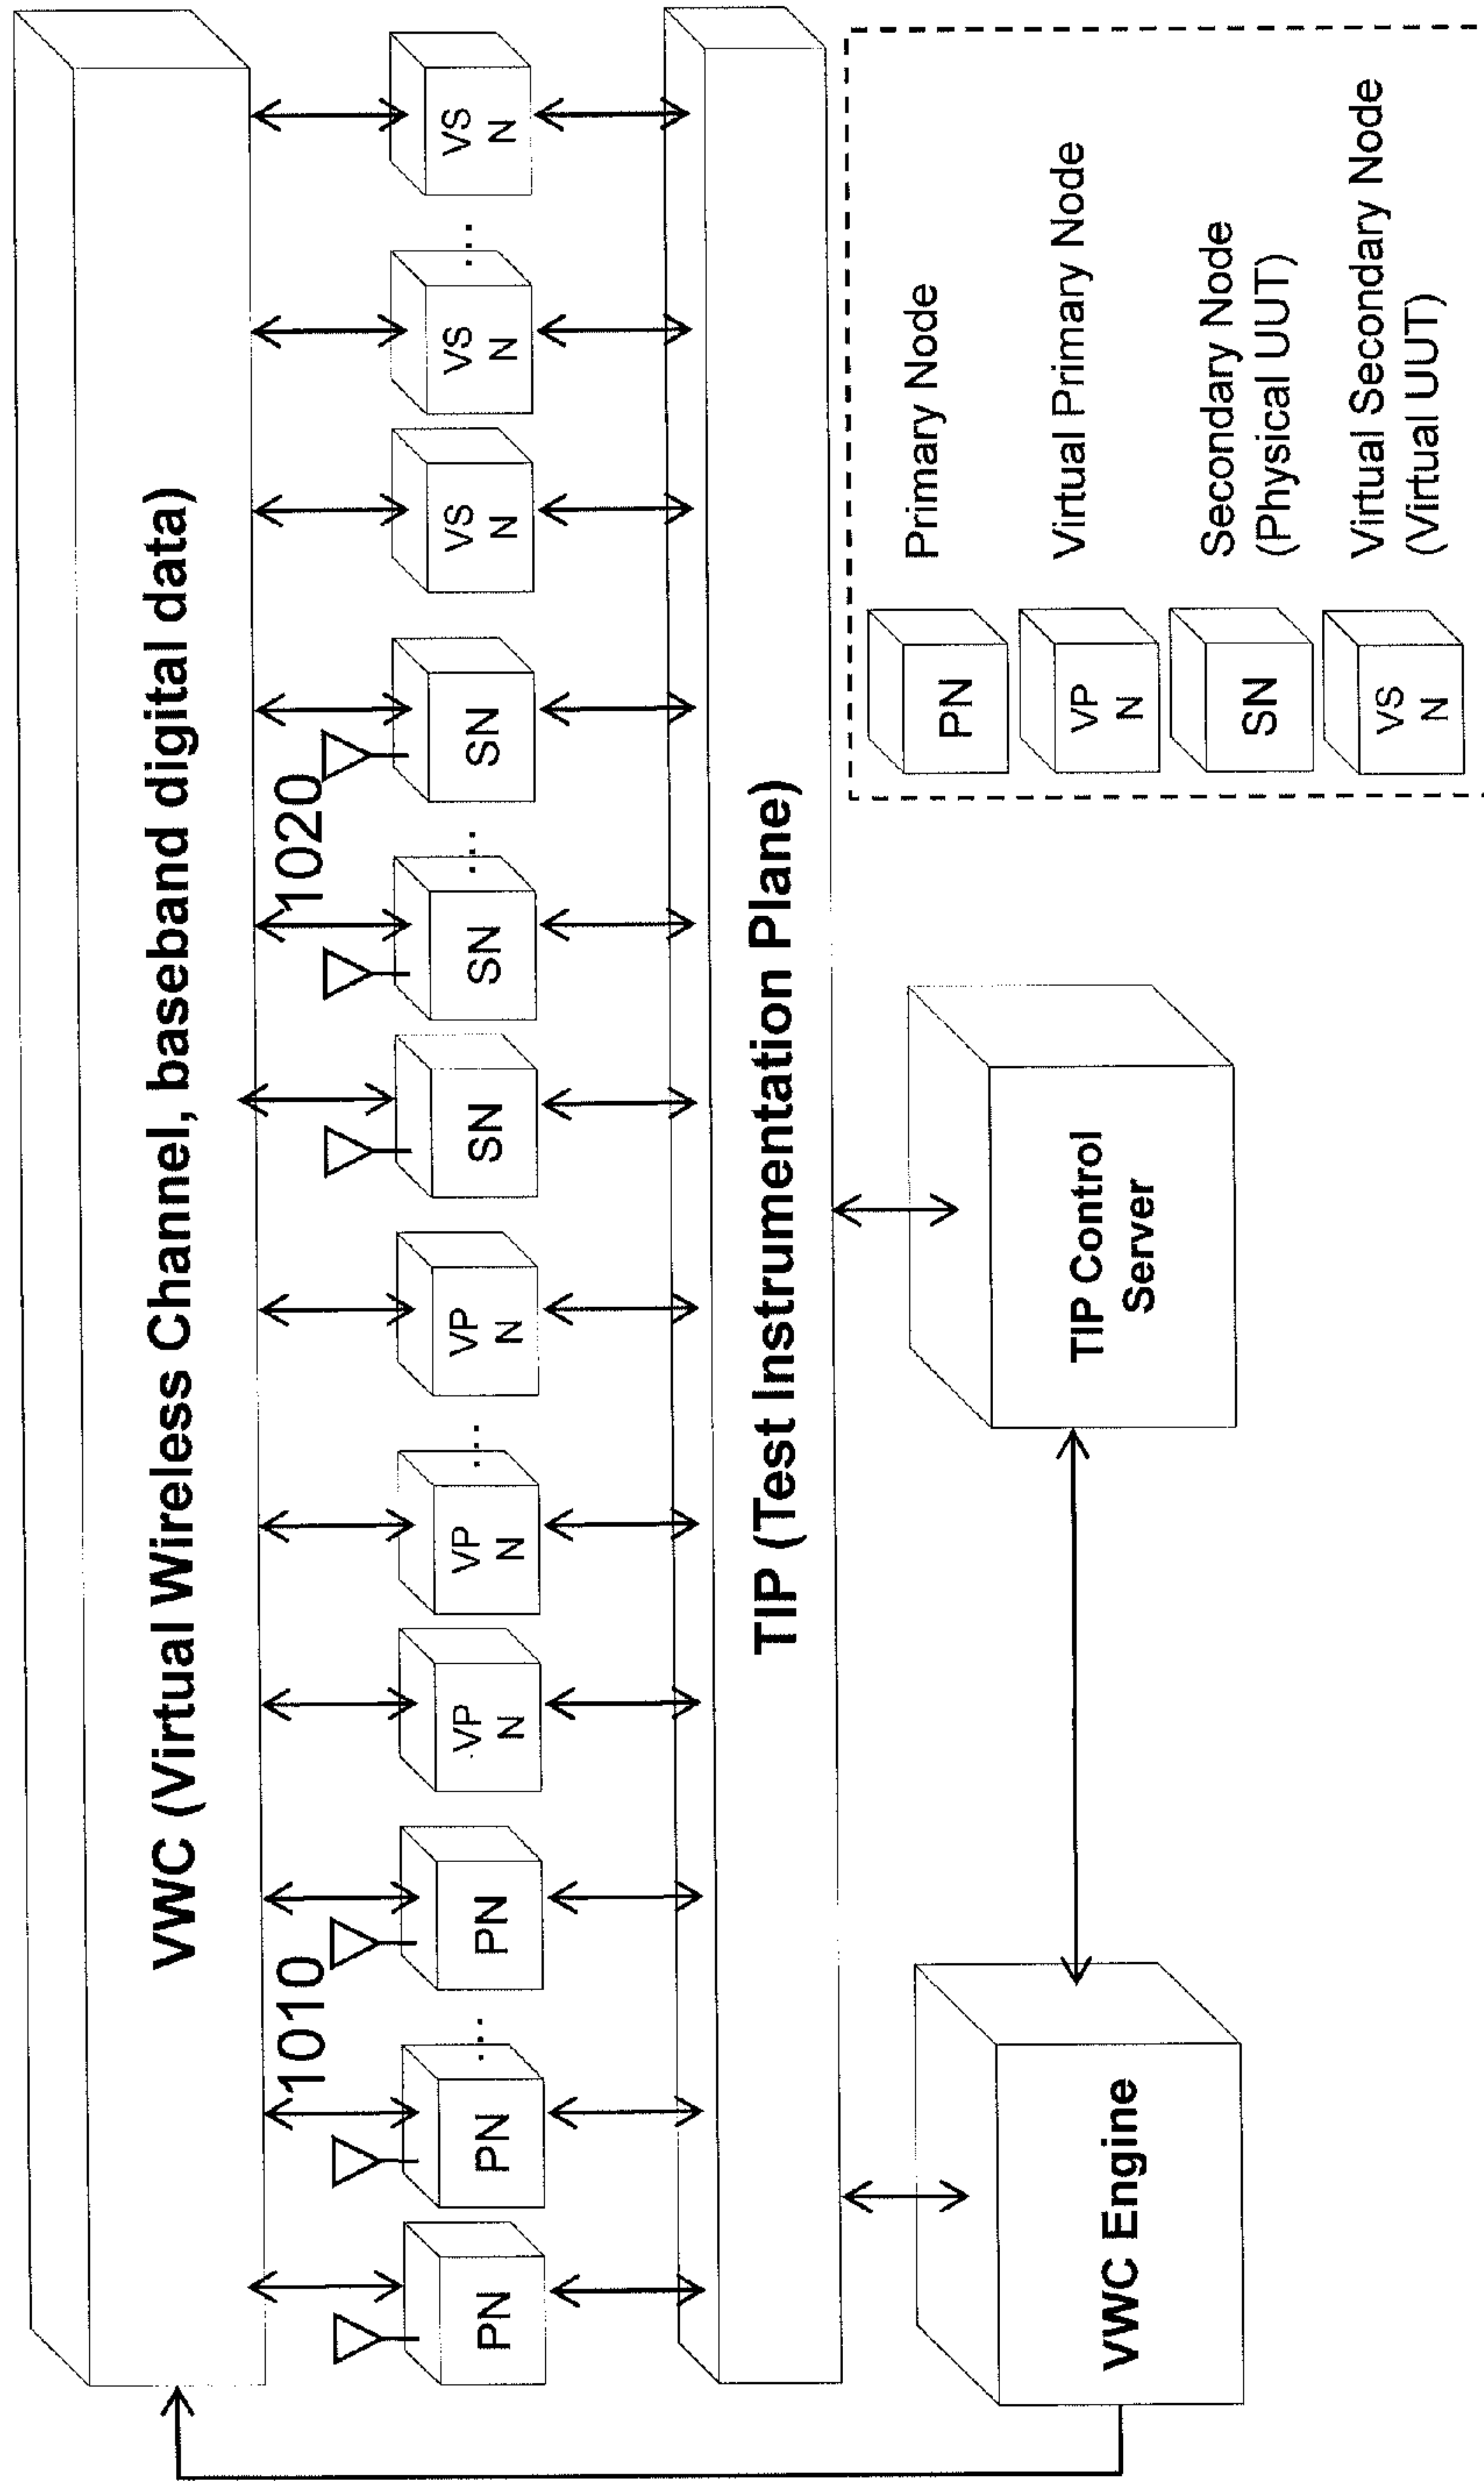 VWC (Virtual Wireless Channel, baseband digital data)
1010
1020
PN
PN
...
PN
VP
N
VP
N
...
VP
N
SN
SN
...
SN
VS
N
VS
N
...
VS
N
TIP (Test Instrumentation Plane)
VWC Engine
TIP Control
Server
PN
Primary Node
VP
N
Virtual Primary Node
SN
Secondary Node
(Physical UUT)
VS
N
Virtual Secondary Node
(Virtual UUT)